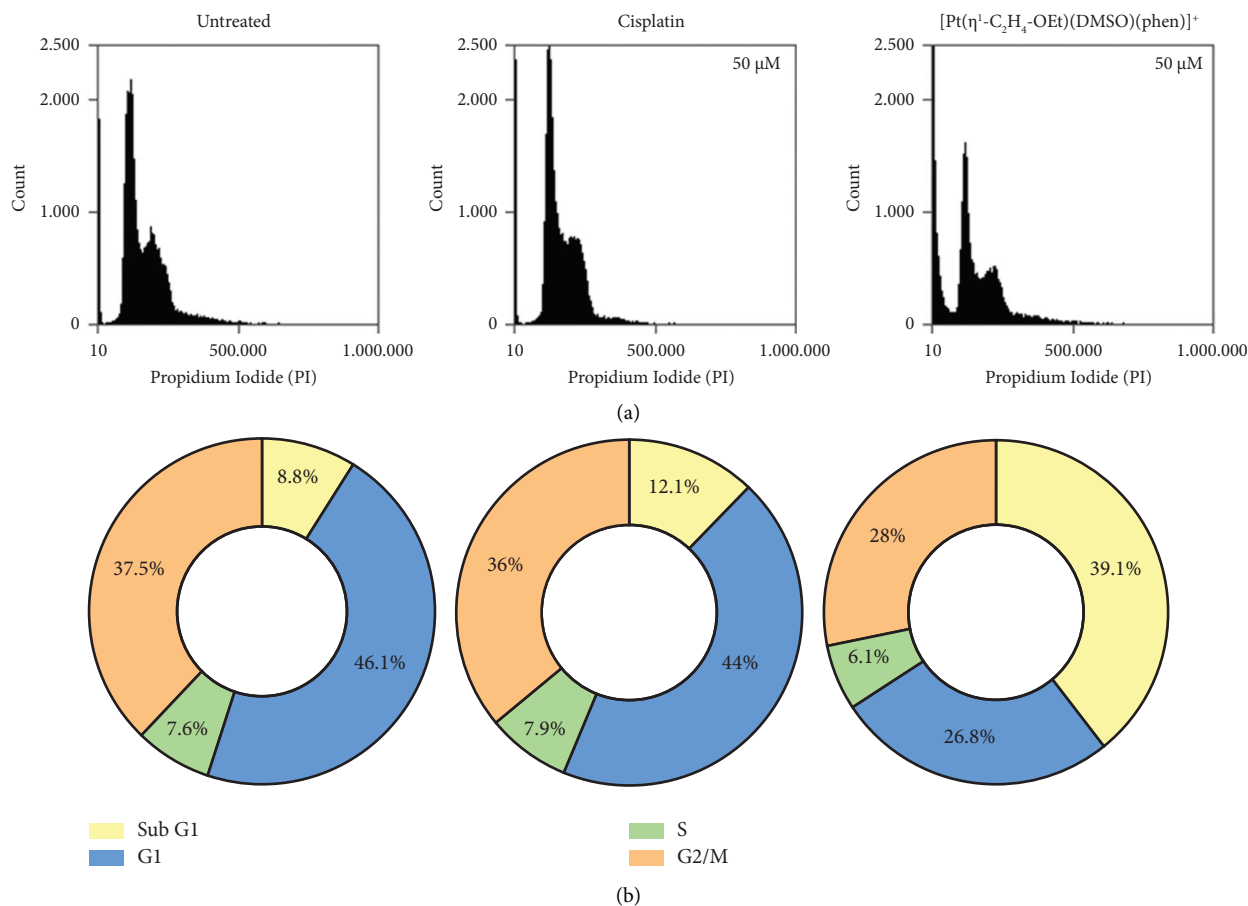 Untreated
2.500
2.000
1.000
0
Count
10
500.000
1.000.000
Propidium Iodide (PI)
Cisplatin
50 µM
2.500
2.000
1.000
0
Count
10
500.000
1.000.000
Propidium Iodide (PI)
[Pt(η¹-C₂H₄-OEt)(DMSO)(phen)]⁺
50 µM
2.500
2.000
1.000
0
Count
10
500.000
1.000.000
Propidium Iodide (PI)
(a)
8.8%
46.1%
7.6%
37.5%
12.1%
44%
7.9%
36%
39.1%
26.8%
6.1%
28%
Sub G1
G1
S
G2/M
(b)